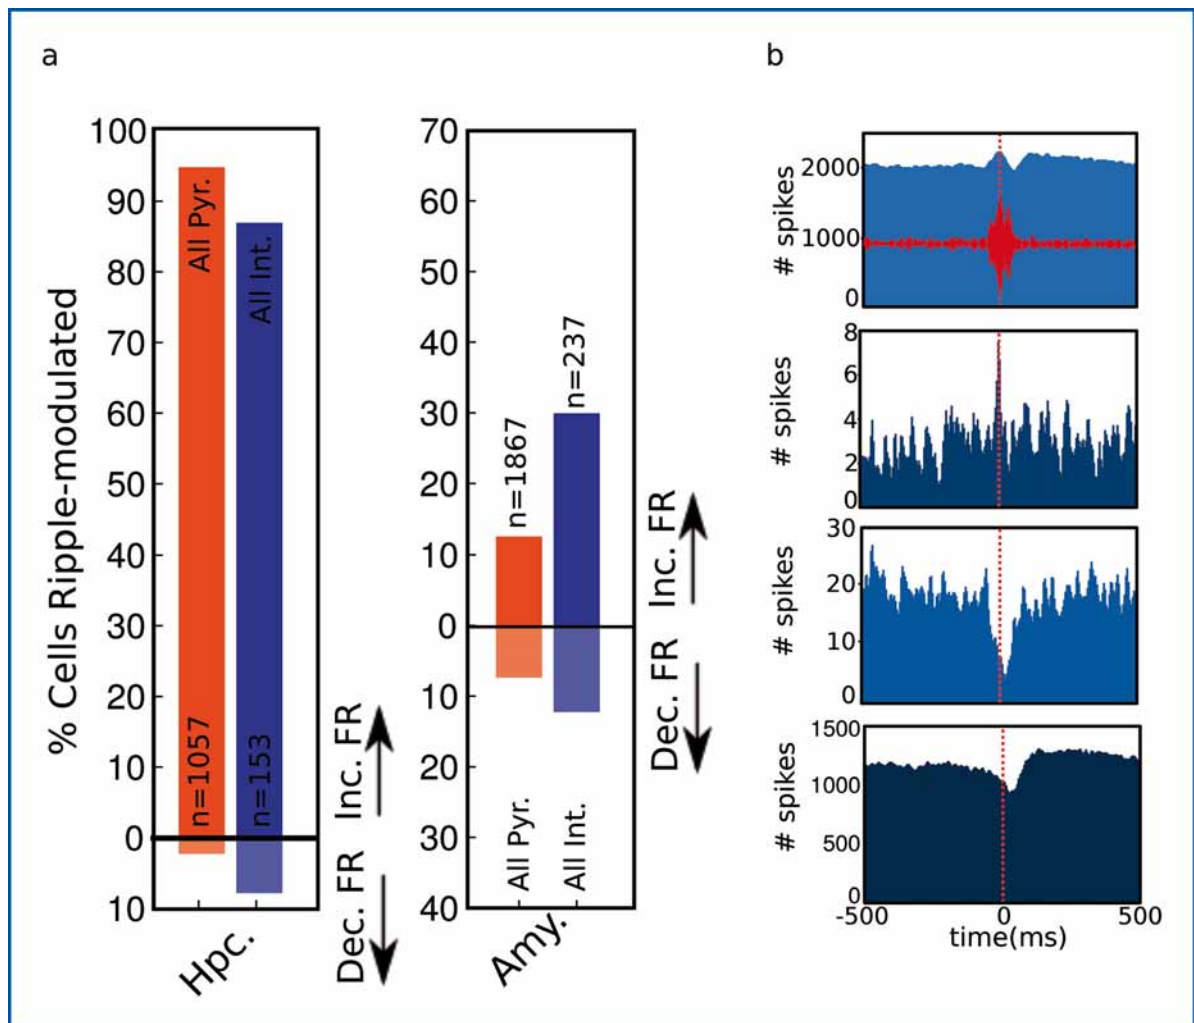 a
% Cells Ripple-modulated
100
90
80
70
60
50
40
30
20
10
0
10
All Pyr.
All Int.
n=1057
n=153
Hpc.
Inc. FR
Dec. FR
70
60
50
40
30
20
10
0
10
20
30
40
n=1867
n=237
All Pyr.
All Int.
Amy.
Inc. FR
Dec. FR
b
# spikes
2000
1000
0
# spikes
8
6
4
2
0
# spikes
30
20
10
0
# spikes
1500
1000
500
0
-500 0 500
time(ms)